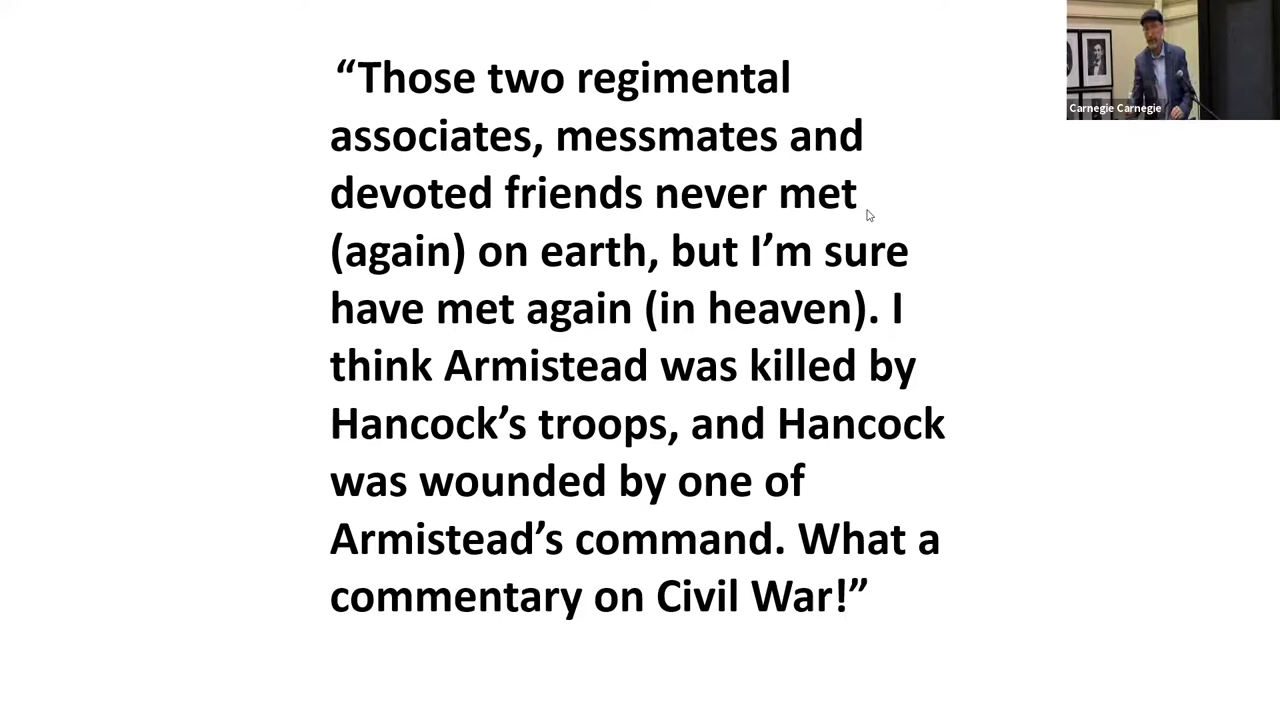 “Those two regimental
associates, messmates and
devoted friends never met
(again) on earth, but I’m sure
have met again (in heaven). I
think Armistead was killed by
Hancock’s troops, and Hancock
was wounded by one of
Armistead’s command. What a
commentary on Civil War!”
Carnegie Carnegie